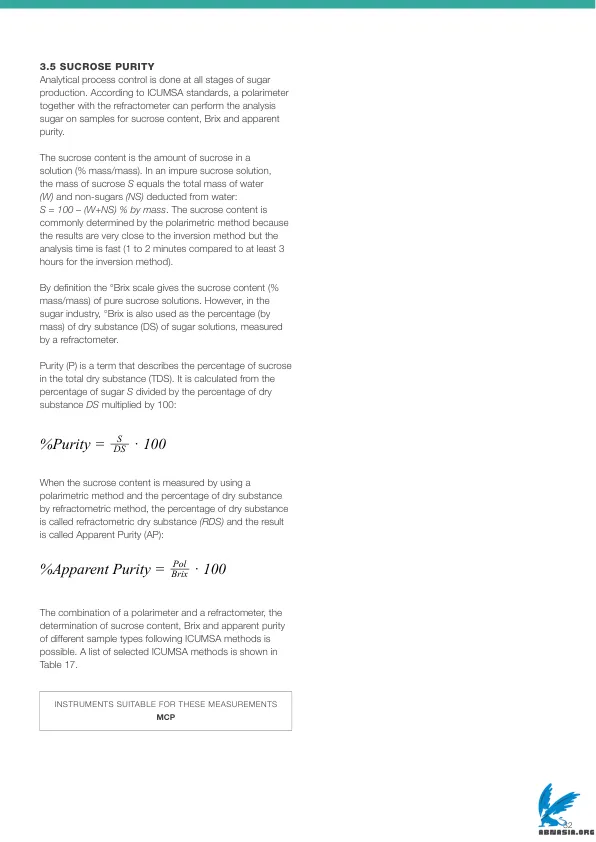 3.5 SUCROSE PURITY
Analytical process control is done at all stages of sugar
production. According to ICUMSA standards, a polarimeter
together with the refractometer can perform the analysis
sugar on samples for sucrose content, Brix and apparent
purity.
The sucrose content is the amount of sucrose in a
solution (% mass/mass). In an impure sucrose solution,
the mass of sucrose S equals the total mass of water
(W) and non-sugars (NS) deducted from water:
S = 100 – (W+NS) % by mass. The sucrose content is
commonly determined by the polarimetric method because
the results are very close to the inversion method but the
analysis time is fast (1 to 2 minutes compared to at least 3
hours for the inversion method).
By definition the °Brix scale gives the sucrose content (%
mass/mass) of pure sucrose solutions. However, in the
sugar industry, °Brix is also used as the percentage (by
mass) of dry substance (DS) of sugar solutions, measured
by a refractometer.
Purity (P) is a term that describes the percentage of sucrose
in the total dry substance (TDS). It is calculated from the
percentage of sugar S divided by the percentage of dry
substance DS multiplied by 100:
%Purity = S/DS · 100
When the sucrose content is measured by using a
polarimetric method and the percentage of dry substance
by refractometric method, the percentage of dry substance
is called refractometric dry substance (RDS) and the result
is called Apparent Purity (AP):
%Apparent Purity = Pol/Brix · 100
The combination of a polarimeter and a refractometer, the
determination of sucrose content, Brix and apparent purity
of different sample types following ICUMSA methods is
possible. A list of selected ICUMSA methods is shown in
Table 17.
INSTRUMENTS SUITABLE FOR THESE MEASUREMENTS
MCP
ABNASIA.ORG